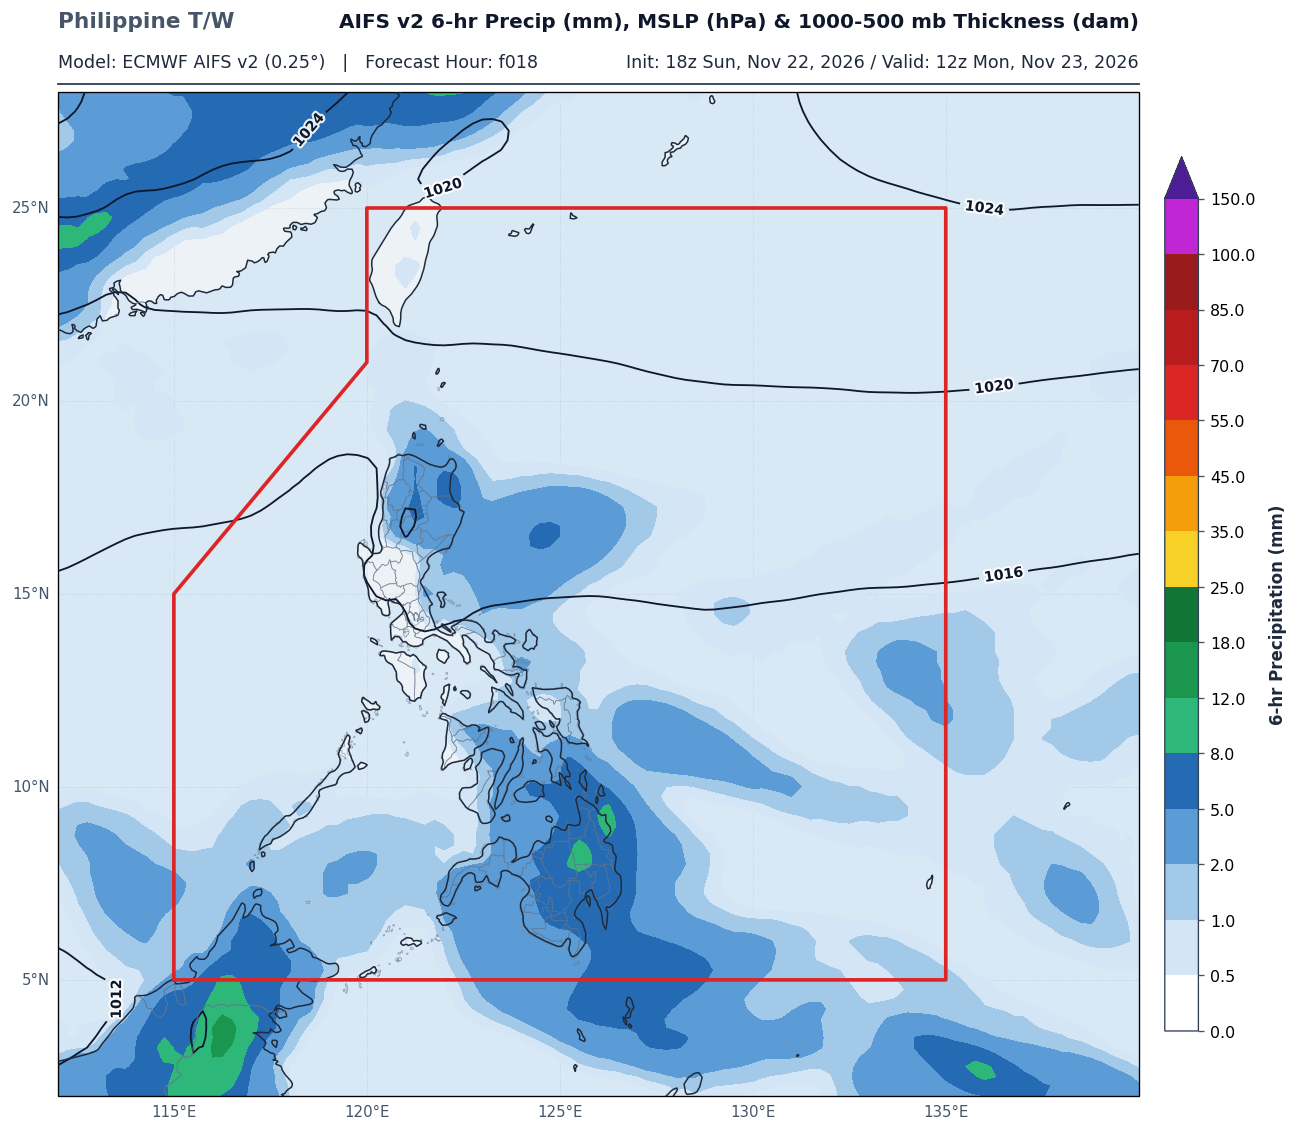 Philippine T/W
AIFS v2 6-hr Precip (mm), MSLP (hPa) & 1000-500 mb Thickness (dam)
Model: ECMWF AIFS v2 (0.25°) | Forecast Hour: f018
Init: 18z Sun, Nov 22, 2026 / Valid: 12z Mon, Nov 23, 2026
1024
1020
1024
1020
1016
1012
25°N
20°N
15°N
10°N
5°N
115°E
120°E
125°E
130°E
135°E
150.0
100.0
85.0
70.0
55.0
45.0
35.0
25.0
18.0
12.0
8.0
5.0
2.0
1.0
0.5
0.0
6-hr Precipitation (mm)